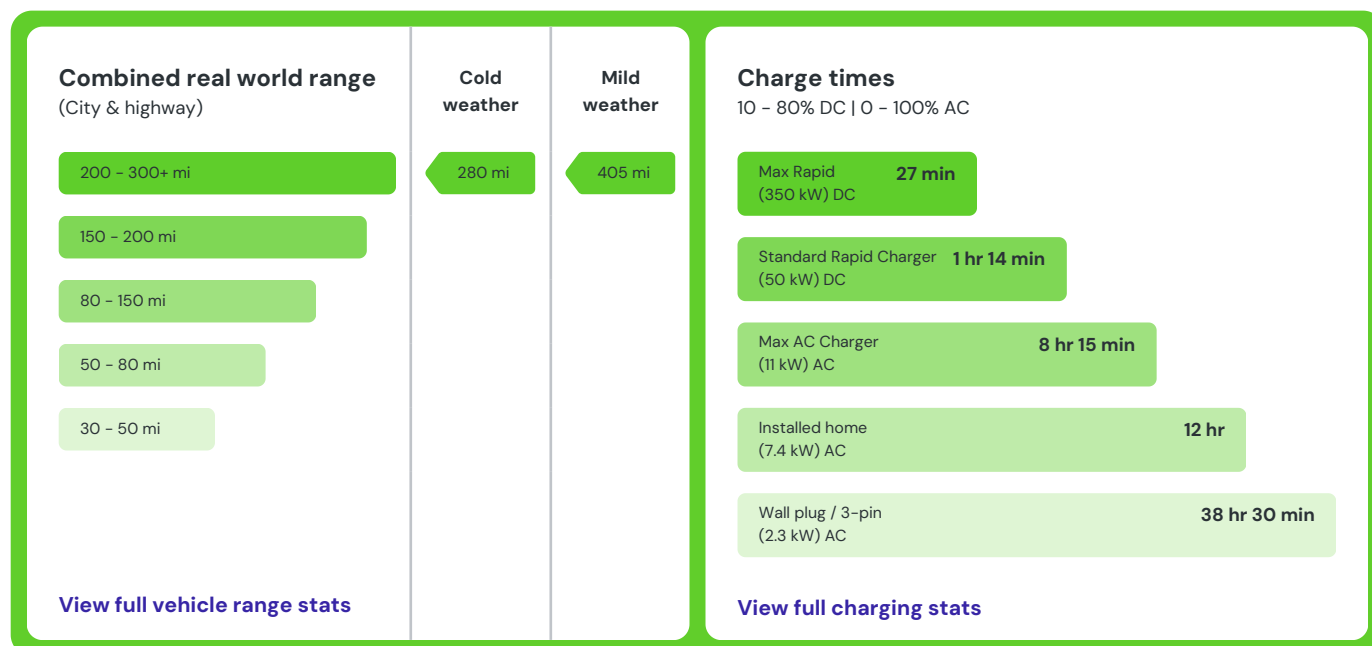 Combined real world range
(City & highway)
Cold
weather
Mild
weather
200 - 300+ mi
280 mi
405 mi
150 - 200 mi
80 - 150 mi
50 - 80 mi
30 - 50 mi
View full vehicle range stats
Charge times
10 - 80% DC | 0 - 100% AC
Max Rapid
(350 kW) DC
27 min
Standard Rapid Charger
(50 kW) DC
1 hr 14 min
Max AC Charger
(11 kW) AC
8 hr 15 min
Installed home
(7.4 kW) AC
12 hr
Wall plug / 3-pin
(2.3 kW) AC
38 hr 30 min
View full charging stats